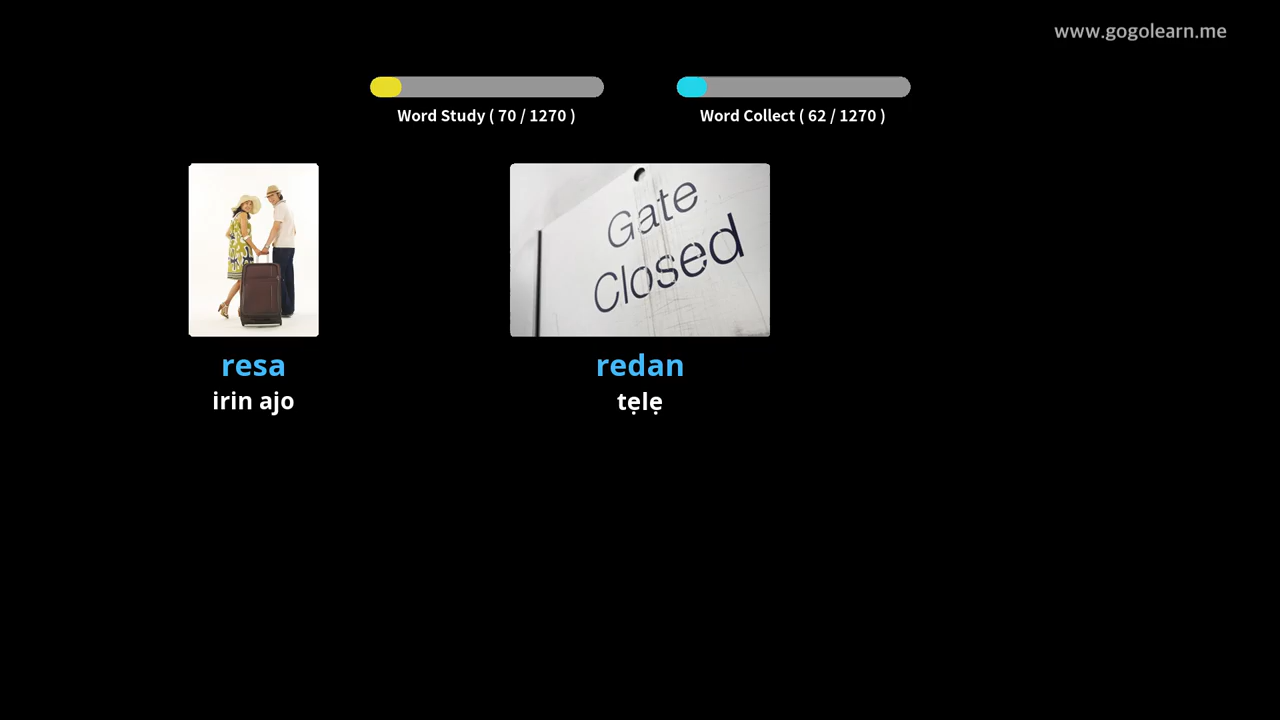 www.gogolearn.me
Word Study ( 70 / 1270 )
Word Collect ( 62 / 1270 )
Gate
Closed
resa
irin ajo
redan
tẹlẹ